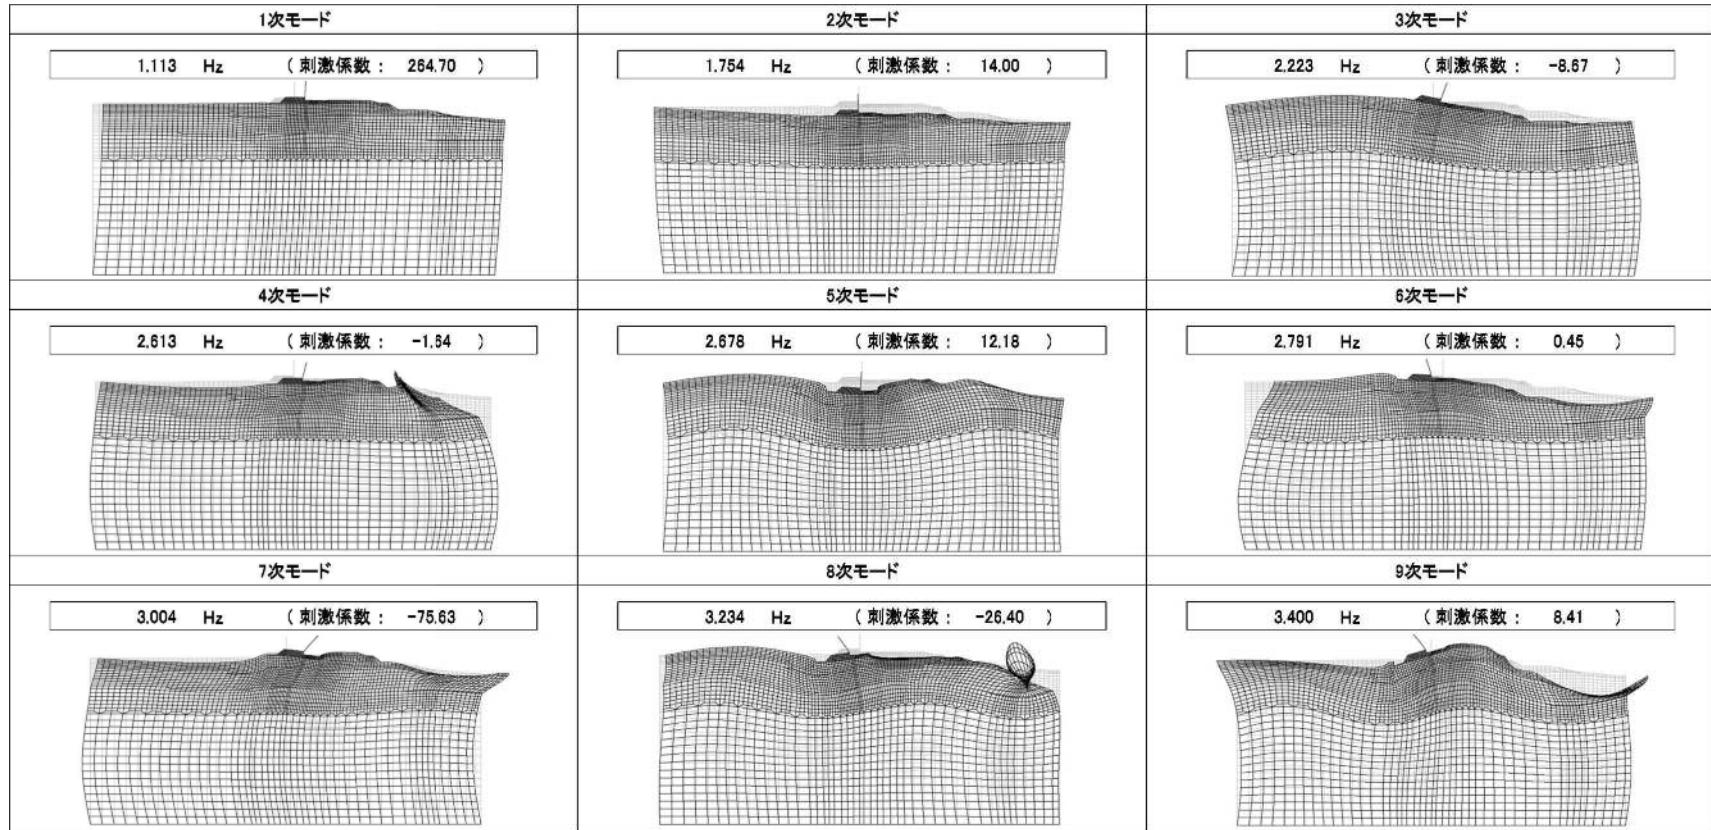 1次モード
2次モード
3次モード
1.113 Hz (刺激係数: 264.70)
1.754 Hz (刺激係数: 14.00)
2.223 Hz (刺激係数: -8.67)
4次モード
5次モード
6次モード
2.613 Hz (刺激係数: -1.64)
2.678 Hz (刺激係数: 12.18)
2.791 Hz (刺激係数: 0.45)
7次モード
8次モード
9次モード
3.004 Hz (刺激係数: -75.63)
3.234 Hz (刺激係数: -26.40)
3.400 Hz (刺激係数: 8.41)